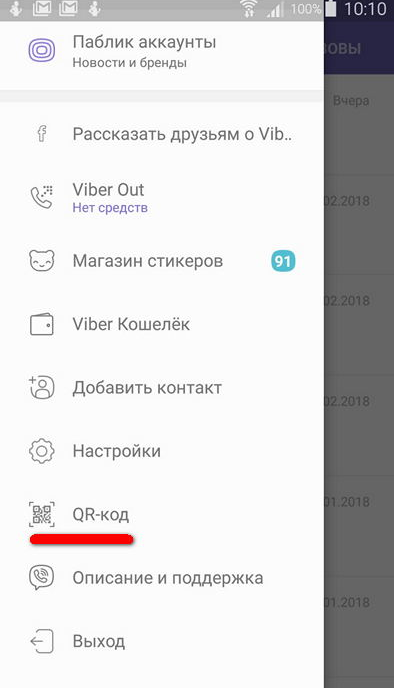 100% 10:10
Паблик аккаунты
Новости и бренды
Вчера
Рассказать друзьям о Vib..
Viber Out
Нет средств
02.2018
Магазин стикеров 91
02.2018
Viber Кошелёк
Добавить контакт
02.2018
Настройки
01.2018
QR-код
Описание и поддержка
01.2018
Выход